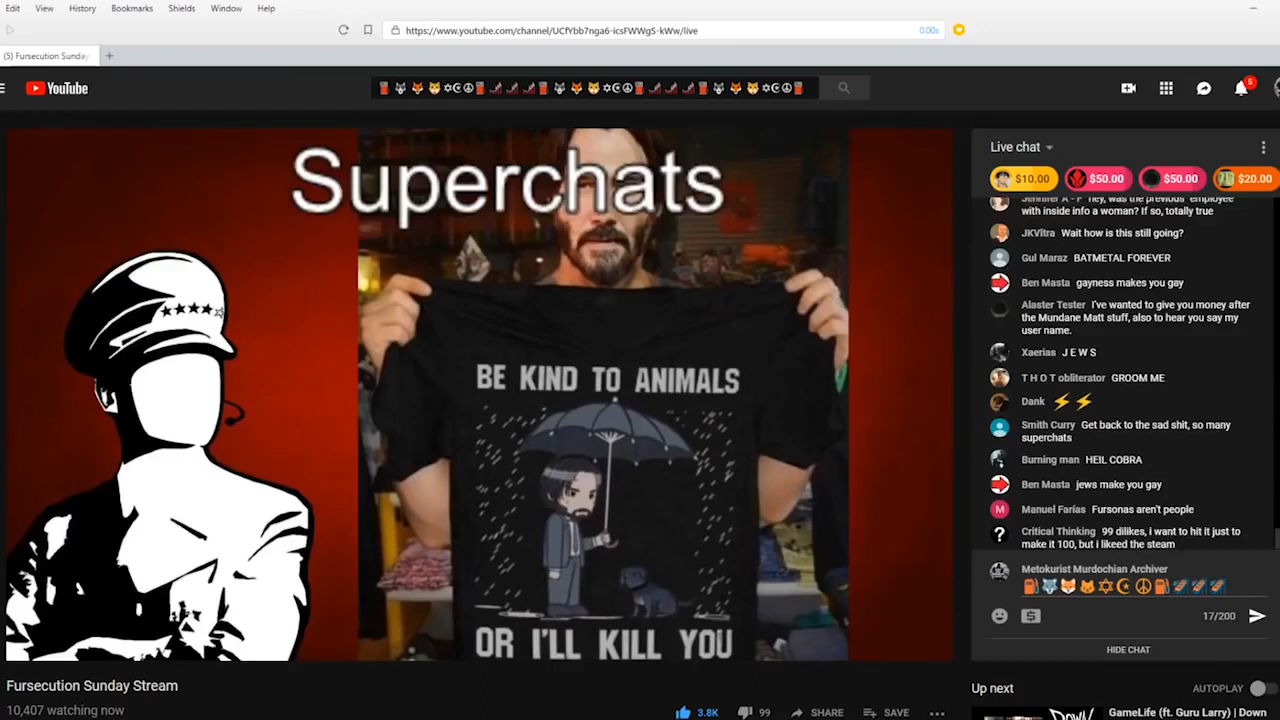 Edit View History Bookmarks Shields Window Help
https://www.youtube.com/channel/UCfYbb7nga6-icsFWWgS-kWw/live
0.00s
(5) Fursecution Sunday
YouTube
5
Superchats
BE KIND TO ANIMALS
OR I'LL KILL YOU
Fursecution Sunday Stream
10,407 watching now
3.8K
99
SHARE
SAVE
Live chat
$10.00
$50.00
$50.00
$20.00
Jennifer A - F hey, was the previous employee
with inside info a woman? If so, totally true
JKVltra Wait how is this still going?
Gul Maraz BATMETAL FOREVER
Ben Masta gayness makes you gay
Alaster Tester I've wanted to give you money after
the Mundane Matt stuff, also to hear you say my
user name.
Xaerias J E W S
T H O T obliterator GROOM ME
Dank ⚡⚡
Smith Curry Get back to the sad shit, so many
superchats
Burning man HEIL COBRA
Ben Masta jews make you gay
M
Manuel Farias Fursonas aren't people
Critical Thinking 99 dilikes, i want to hit it just to
make it 100, but i likeed the steam
Metokurist Murdochian Archiver
17/200
HIDE CHAT
Up next
AUTOPLAY
GameLife (ft. Guru Larry) | Down